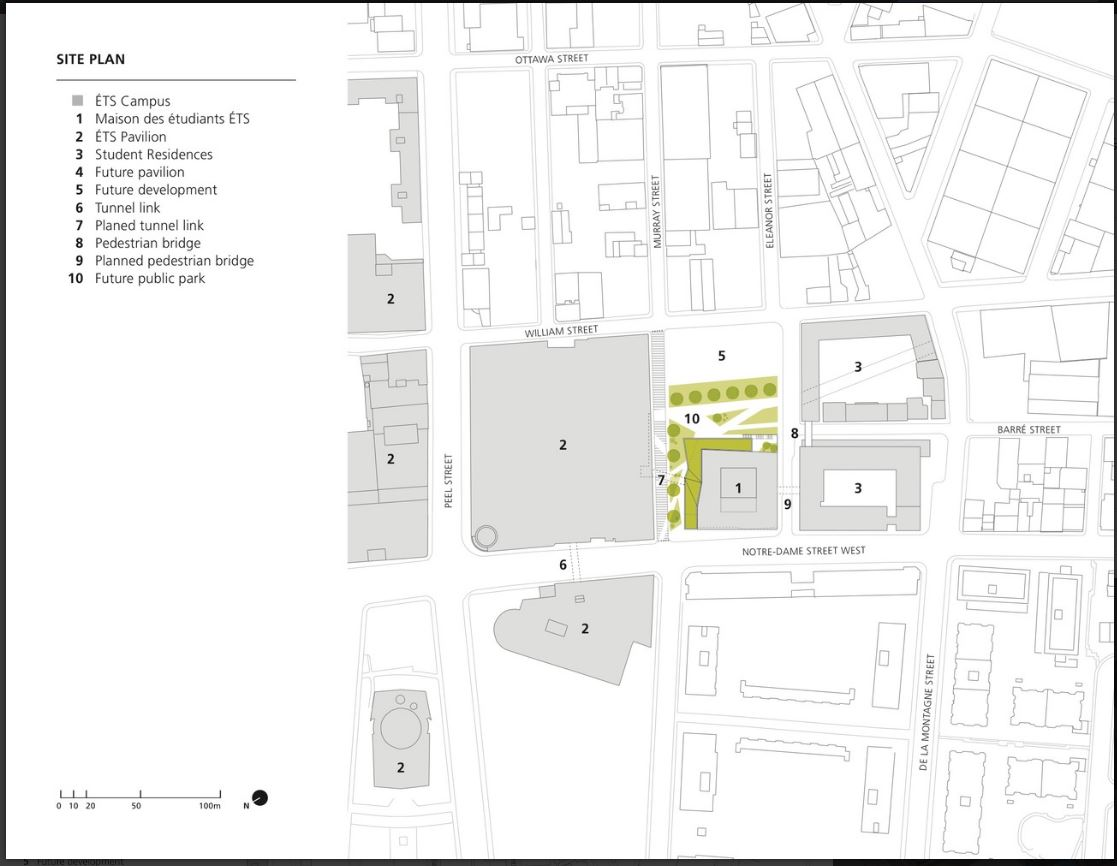 SITE PLAN
ÉTS Campus
1 Maison des étudiants ÉTS
2 ÉTS Pavilion
3 Student Residences
4 Future pavilion
5 Future development
6 Tunnel link
7 Planed tunnel link
8 Pedestrian bridge
9 Planned pedestrian bridge
10 Future public park
OTTAWA STREET
MURRAY STREET
ELEANOR STREET
2
WILLIAM STREET
5
3
10
8
BARRÉ STREET
2
2
PEEL STREET
7
1
3
9
NOTRE-DAME STREET WEST
6
2
DE LA MONTAGNE STREET
2
0 10 20 50 100m
N
5 Future development